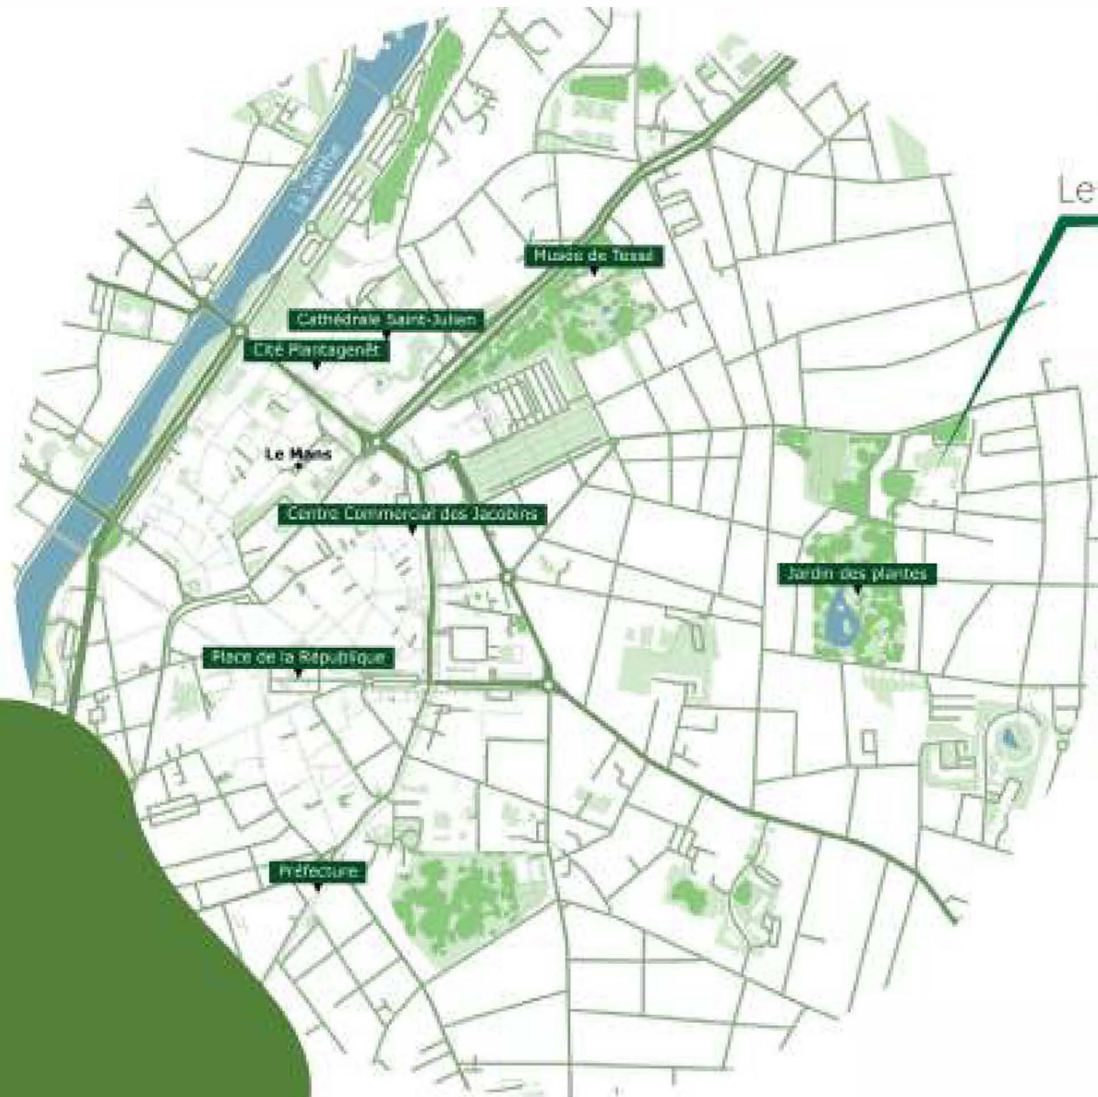 La Sarthe
Le
Musée de Tessé
Cathédrale Saint-Julien
Cité Plantagenêt
Le Mans
Centre Commercial des Jacobins
Jardin des plantes
Place de la République
Préfecture